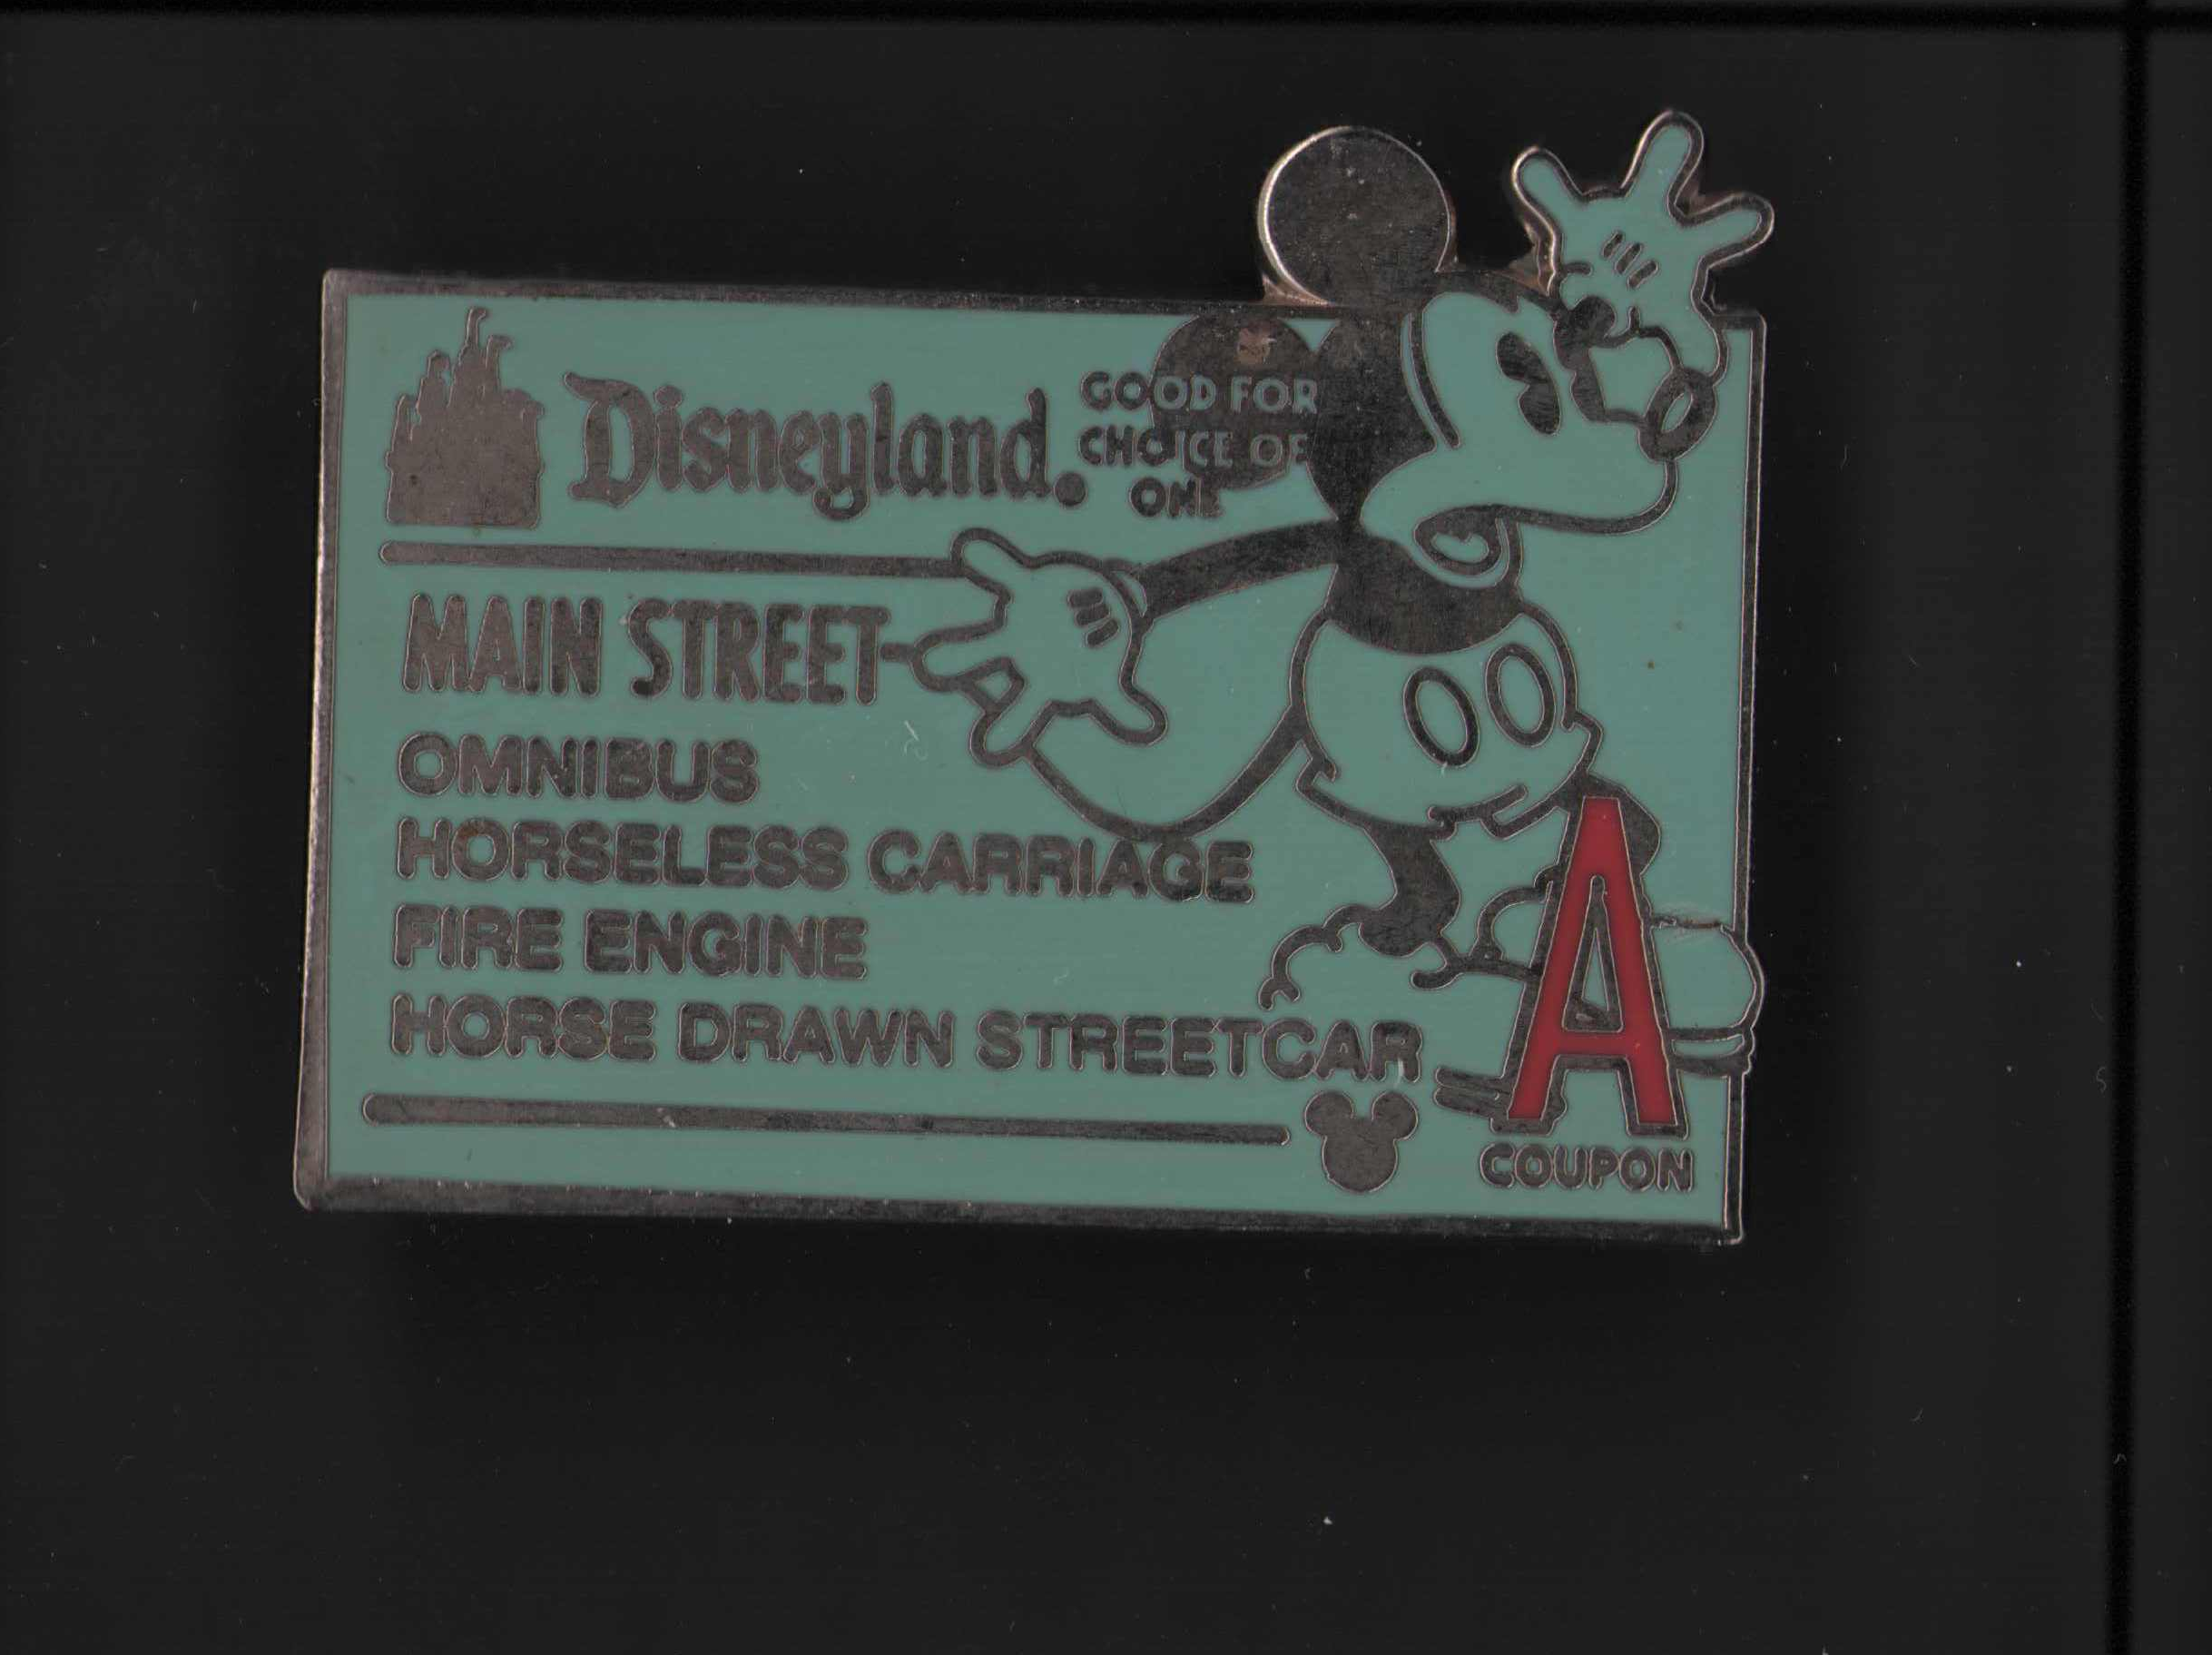 Disneyland.
GOOD FOR
CHOICE OF
ONE
MAIN STREET
OMNIBUS
HORSELESS CARRIAGE
FIRE ENGINE
HORSE DRAWN STREETCAR
A
COUPON